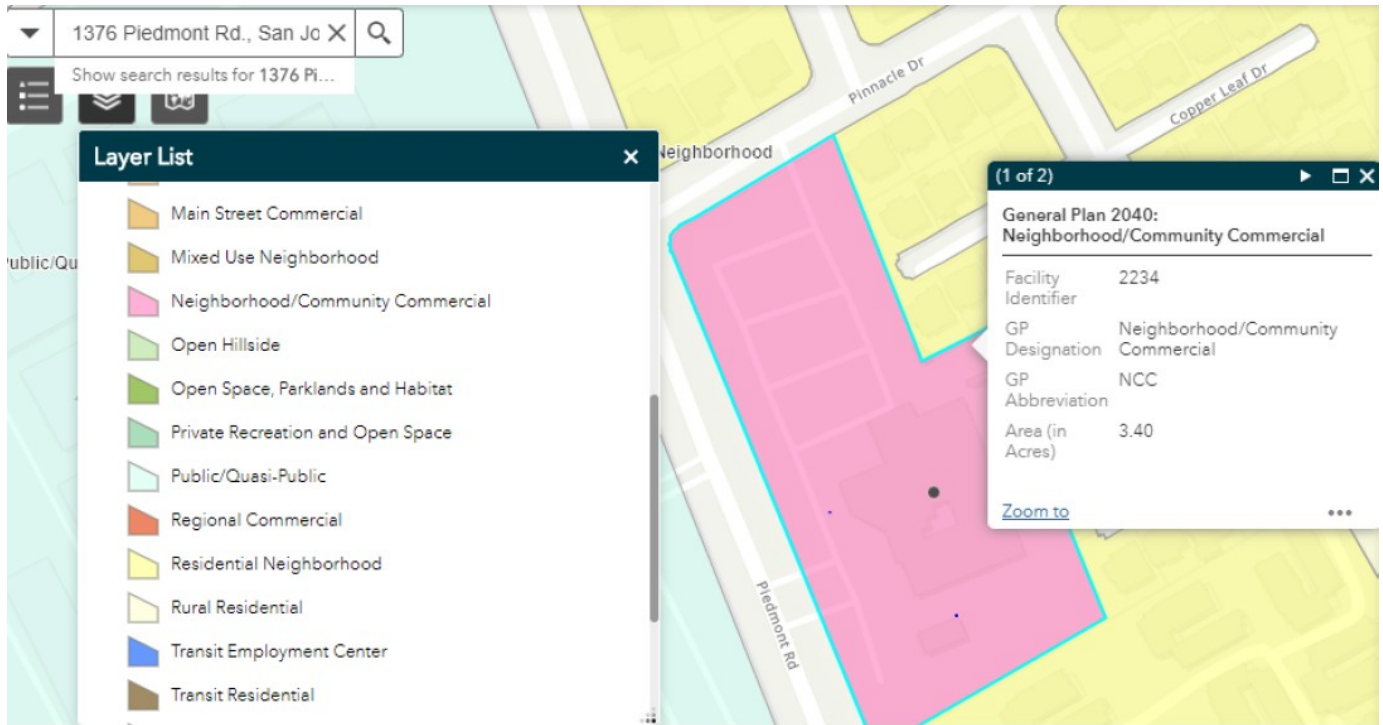 1376 Piedmont Rd., San Jo
Show search results for 1376 Pi...
Layer List
Main Street Commercial
Mixed Use Neighborhood
Neighborhood/Community Commercial
Open Hillside
Open Space, Parklands and Habitat
Private Recreation and Open Space
Public/Quasi-Public
Regional Commercial
Residential Neighborhood
Rural Residential
Transit Employment Center
Transit Residential
Neighborhood
Pinnacle Dr
Copper Leaf Dr
Piedmont Rd
(1 of 2)
General Plan 2040:
Neighborhood/Community Commercial
Facility Identifier 2234
GP Designation Neighborhood/Community Commercial
GP Abbreviation NCC
Area (in Acres) 3.40
Zoom to